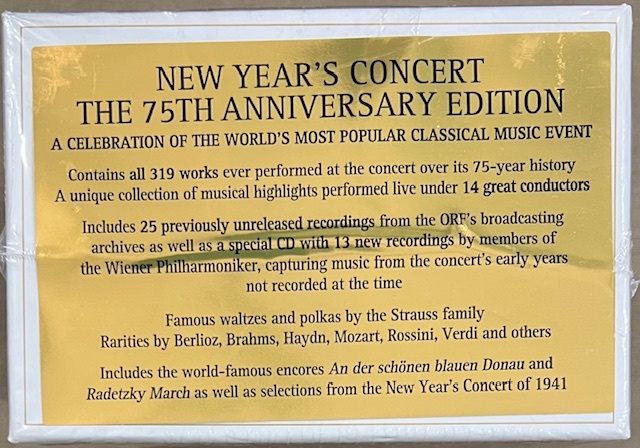 NEW YEAR'S CONCERT
THE 75TH ANNIVERSARY EDITION
A CELEBRATION OF THE WORLD'S MOST POPULAR CLASSICAL MUSIC EVENT
Contains all 319 works ever performed at the concert over its 75-year history
A unique collection of musical highlights performed live under 14 great conductors
Includes 25 previously unreleased recordings from the ORF's broadcasting
archives as well as a special CD with 13 new recordings by members of
the Wiener Philharmoniker, capturing music from the concert's early years
not recorded at the time
Famous waltzes and polkas by the Strauss family
Rarities by Berlioz, Brahms, Haydn, Mozart, Rossini, Verdi and others
Includes the world-famous encores An der schönen blauen Donau and
Radetzky March as well as selections from the New Year's Concert of 1941